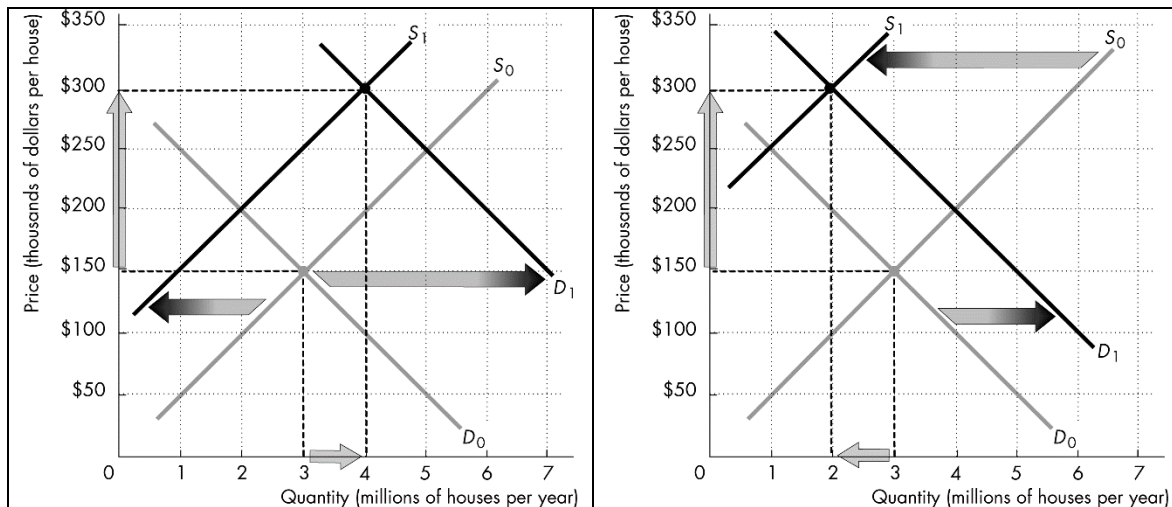 $350
$300
$250
$200
$150
$100
$50
0
1
2
3
4
5
6
7
Price (thousands of dollars per house)
Quantity (millions of houses per year)
S1
S0
D1
D0
$350
$300
$250
$200
$150
$100
$50
0
1
2
3
4
5
6
7
Price (thousands of dollars per house)
Quantity (millions of houses per year)
S1
S0
D1
D0